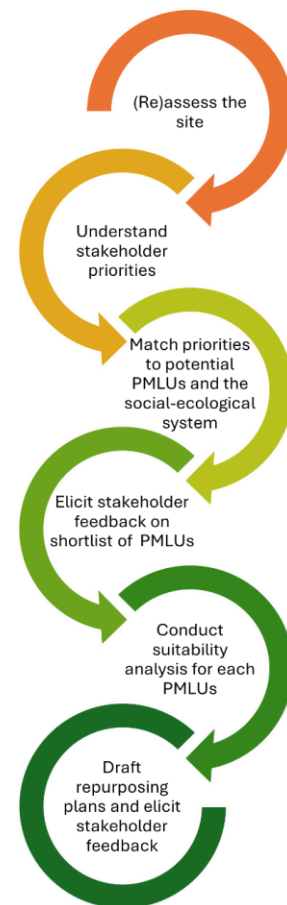 (Re)assess the
site
Understand
stakeholder
priorities
Match priorities
to potential
PMLUs and the
social-ecological
system
Elicit stakeholder
feedback on
shortlist of PMLUs
Conduct
suitability
analysis for each
PMLUs
Draft
repurposing
plans and elicit
stakeholder
feedback